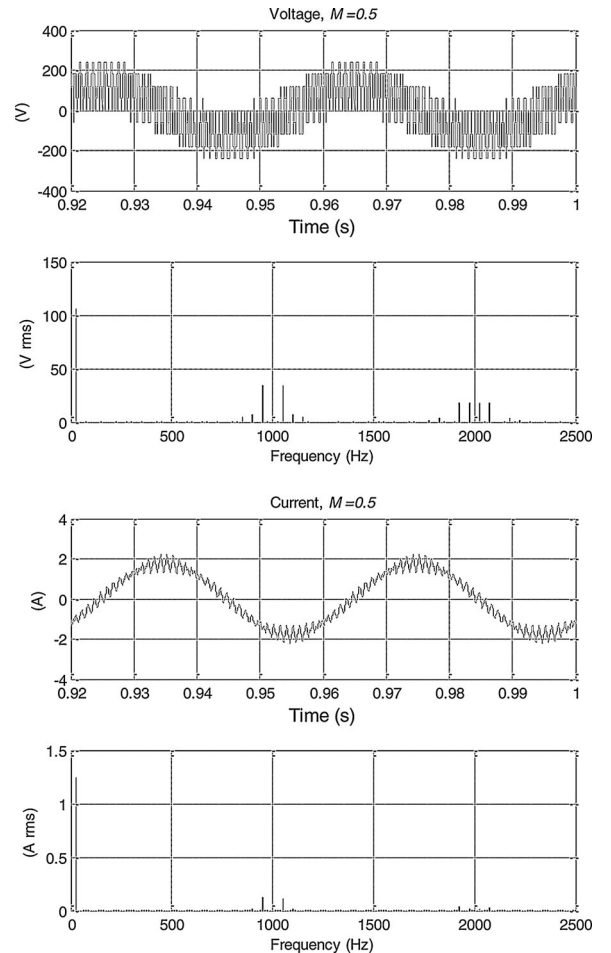 Voltage, M=0.5
400
200
0
-200
-400
(V)
0.92 0.93 0.94 0.95 0.96 0.97 0.98 0.99 1
Time (s)
150
100
50
0
(V rms)
0 500 1000 1500 2000 2500
Frequency (Hz)
Current, M=0.5
4
2
0
-2
-4
(A)
0.92 0.93 0.94 0.95 0.96 0.97 0.98 0.99 1
Time (s)
1.5
1
0.5
0
(A rms)
0 500 1000 1500 2000 2500
Frequency (Hz)